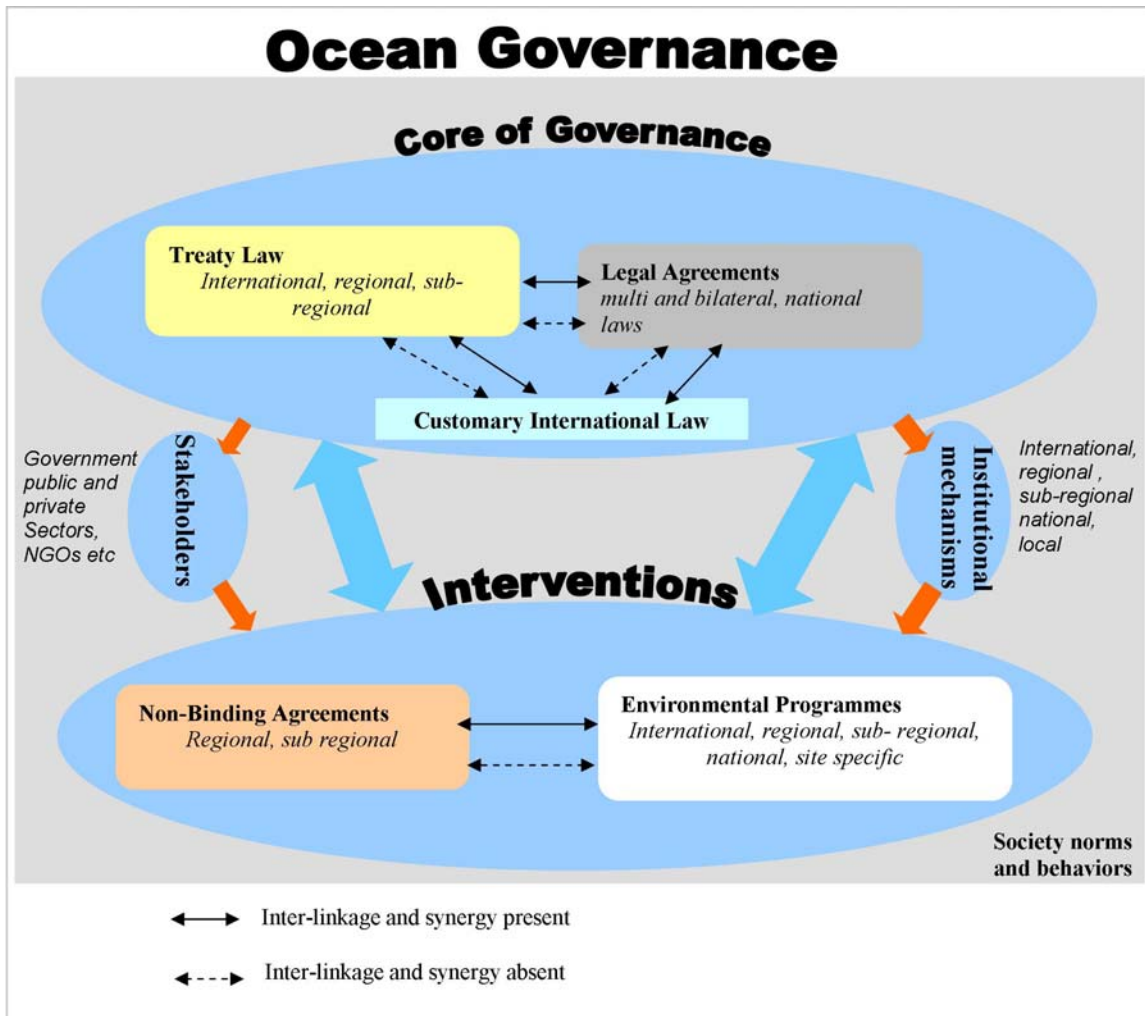 Ocean Governance
Core of Governance
Treaty Law
International, regional, sub-
regional
Legal Agreements
multi and bilateral, national
laws
Customary International Law
Government
public and
private
Sectors,
NGOs etc
Stakeholders
Institutional
mechanisms
International,
regional ,
sub-regional
national,
local
Interventions
Non-Binding Agreements
Regional, sub regional
Environmental Programmes
International, regional, sub- regional,
national, site specific
Society norms
and behaviors
Inter-linkage and synergy present
Inter-linkage and synergy absent